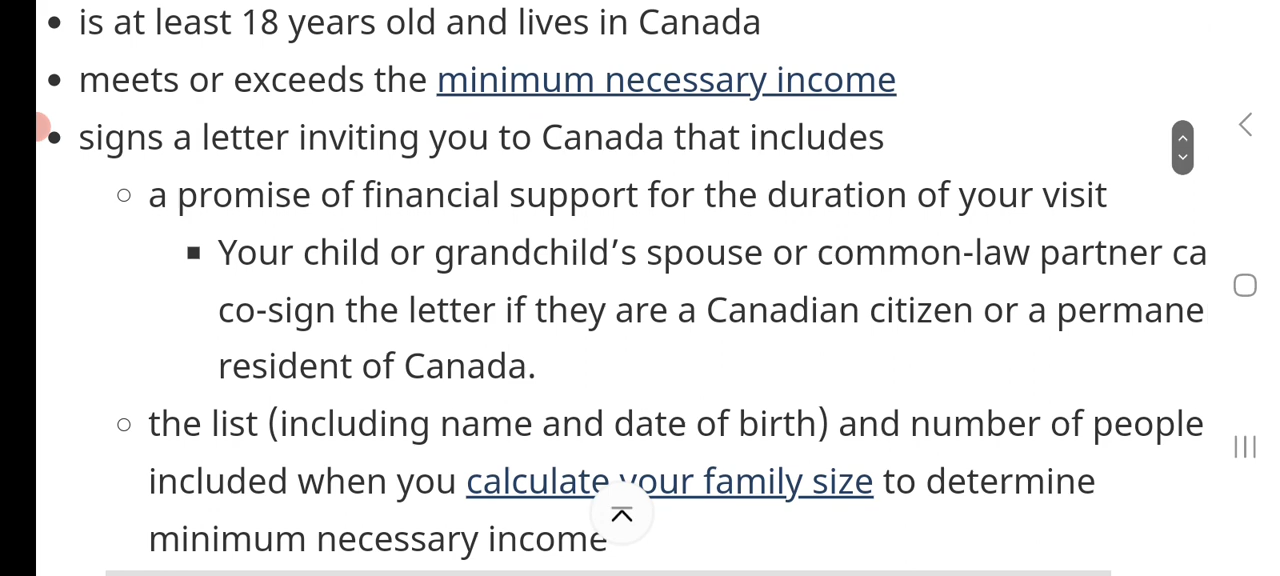 is at least 18 years old and lives in Canada
meets or exceeds the minimum necessary income
signs a letter inviting you to Canada that includes
a promise of financial support for the duration of your visit
Your child or grandchild’s spouse or common-law partner ca
co-sign the letter if they are a Canadian citizen or a permane
resident of Canada.
the list (including name and date of birth) and number of people
included when you calculate your family size to determine
minimum necessary income